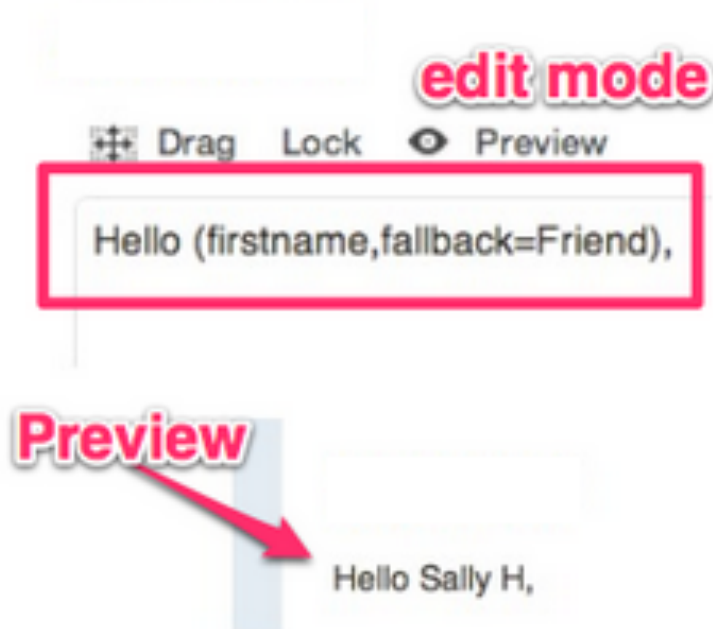 edit mode
Drag Lock Preview
Hello (firstname,fallback=Friend),
Preview
Hello Sally H,